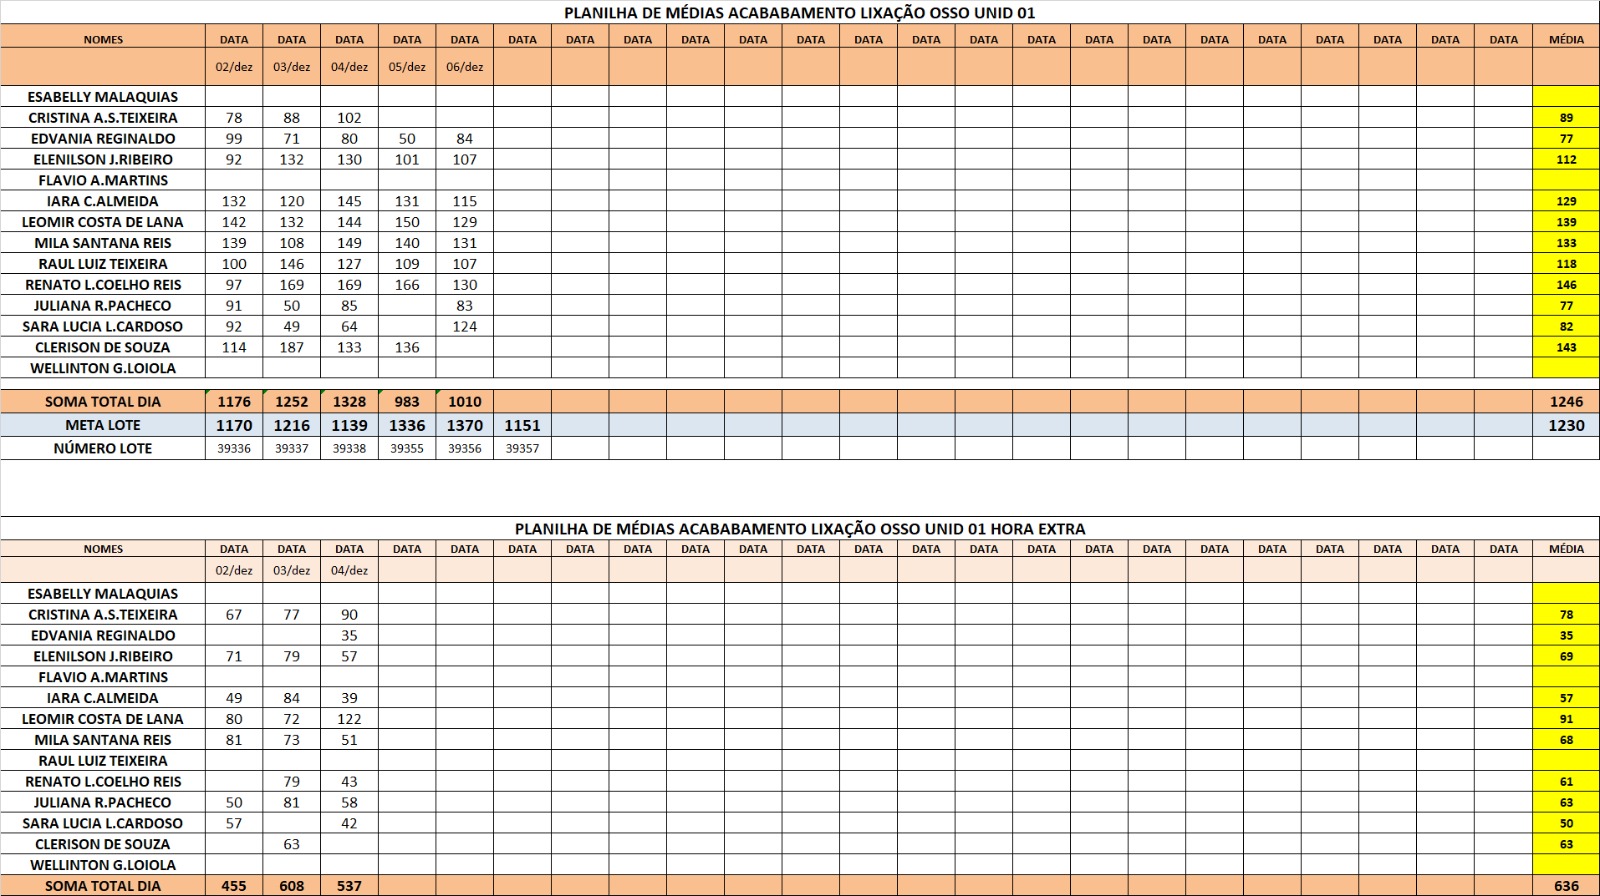 PLANILHA DE MÉDIAS ACABABAMENTO LIXAÇÃO OSSO UNID 01
NOMES DATA DATA DATA DATA DATA DATA DATA DATA DATA DATA DATA DATA DATA DATA DATA DATA DATA DATA DATA DATA DATA DATA DATA MÉDIA
02/dez 03/dez 04/dez 05/dez 06/dez
ESABELLY MALAQUIAS
CRISTINA A.S.TEIXEIRA 78 88 102 89
EDVANIA REGINALDO 99 71 80 50 84 77
ELENILSON J.RIBEIRO 92 132 130 101 107 112
FLAVIO A.MARTINS
IARA C.ALMEIDA 132 120 145 131 115 129
LEOMIR COSTA DE LANA 142 132 144 150 129 139
MILA SANTANA REIS 139 108 149 140 131 133
RAUL LUIZ TEIXEIRA 100 146 127 109 107 118
RENATO L.COELHO REIS 97 169 169 166 130 146
JULIANA R.PACHECO 91 50 85 83 77
SARA LUCIA L.CARDOSO 92 49 64 124 82
CLERISON DE SOUZA 114 187 133 136 143
WELLINTON G.LOIOLA
SOMA TOTAL DIA 1176 1252 1328 983 1010 1246
META LOTE 1170 1216 1139 1336 1370 1151 1230
NÚMERO LOTE 39336 39337 39338 39355 39356 39357
PLANILHA DE MÉDIAS ACABABAMENTO LIXAÇÃO OSSO UNID 01 HORA EXTRA
NOMES DATA DATA DATA DATA DATA DATA DATA DATA DATA DATA DATA DATA DATA DATA DATA DATA DATA DATA DATA DATA DATA DATA DATA MÉDIA
02/dez 03/dez 04/dez
ESABELLY MALAQUIAS
CRISTINA A.S.TEIXEIRA 67 77 90 78
EDVANIA REGINALDO 35 35
ELENILSON J.RIBEIRO 71 79 57 69
FLAVIO A.MARTINS
IARA C.ALMEIDA 49 84 39 57
LEOMIR COSTA DE LANA 80 72 122 91
MILA SANTANA REIS 81 73 51 68
RAUL LUIZ TEIXEIRA
RENATO L.COELHO REIS 79 43 61
JULIANA R.PACHECO 50 81 58 63
SARA LUCIA L.CARDOSO 57 42 50
CLERISON DE SOUZA 63 63
WELLINTON G.LOIOLA
SOMA TOTAL DIA 455 608 537 636